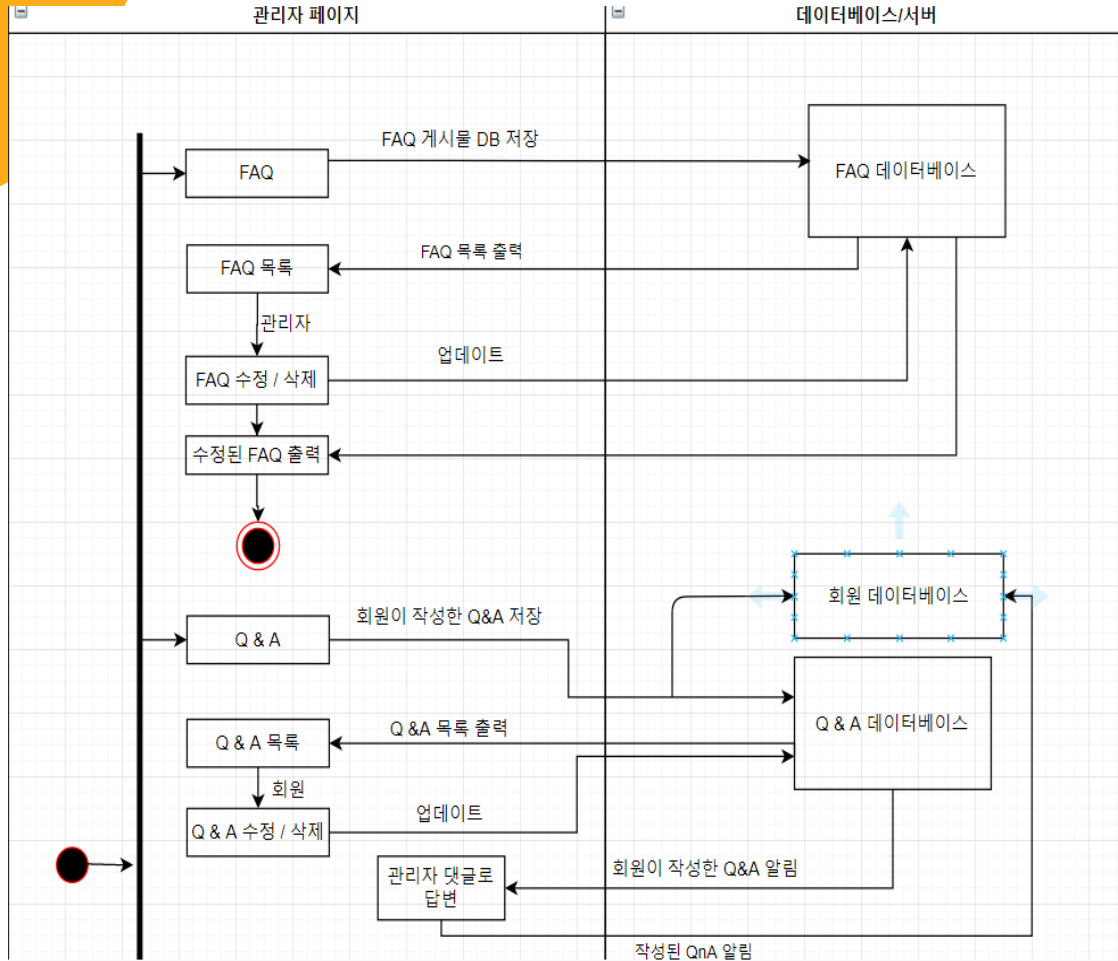 관리자 페이지
데이터베이스/서버
FAQ 게시물 DB 저장
FAQ
FAQ 데이터베이스
FAQ 목록 출력
FAQ 목록
관리자
업데이트
FAQ 수정 / 삭제
수정된 FAQ 출력
회원 데이터베이스
회원이 작성한 Q&A 저장
Q & A
Q & A 데이터베이스
Q &A 목록 출력
Q & A 목록
회원
업데이트
Q & A 수정 / 삭제
회원이 작성한 Q&A 알림
관리자 댓글로
답변
작성된 QnA 알림